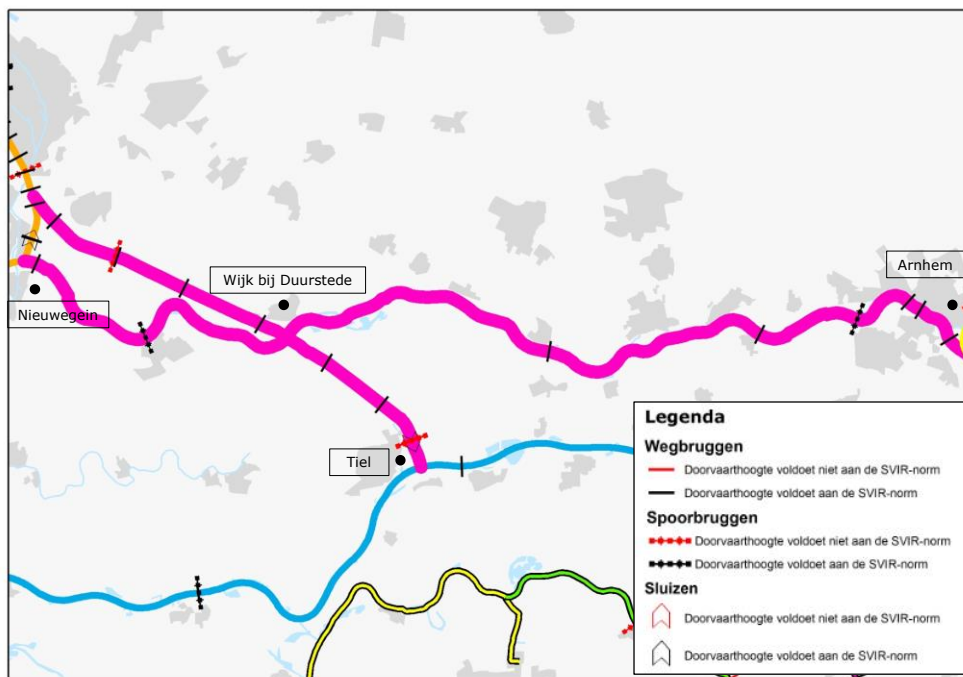 Wijk bij Duurstede
Arnhem
Nieuwegein
Tiel
Legenda
Wegbruggen
Doorvaarthoogte voldoet niet aan de SVIR-norm
Doorvaarthoogte voldoet aan de SVIR-norm
Spoorbruggen
Doorvaarthoogte voldoet niet aan de SVIR-norm
Doorvaarthoogte voldoet aan de SVIR-norm
Sluizen
Doorvaarthoogte voldoet niet aan de SVIR-norm
Doorvaarthoogte voldoet aan de SVIR-norm